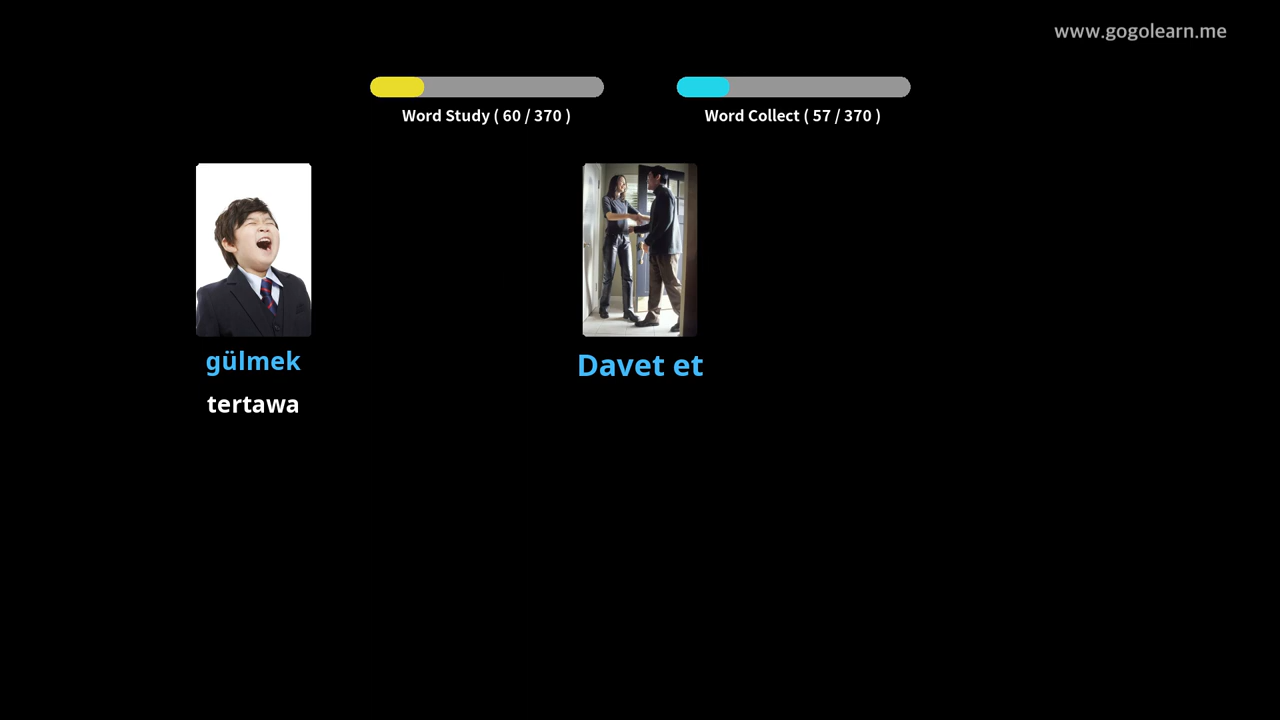 www.gogolearn.me
Word Study ( 60 / 370 )
Word Collect ( 57 / 370 )
gülmek
tertawa
Davet et